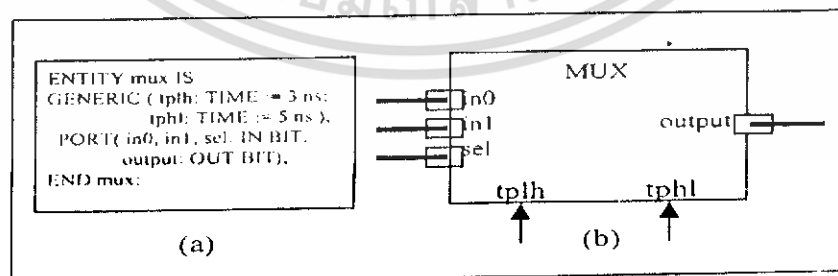 ENTITY mux IS
GENERIC ( tplh: TIME := 3 ns;
tphl: TIME := 5 ns ),
PORT( in0, in1, sel. IN BIT.
output: OUT BIT),
END mux;
(a)
MUX
in0
in1
sel
output
tplh
tphl
(b)